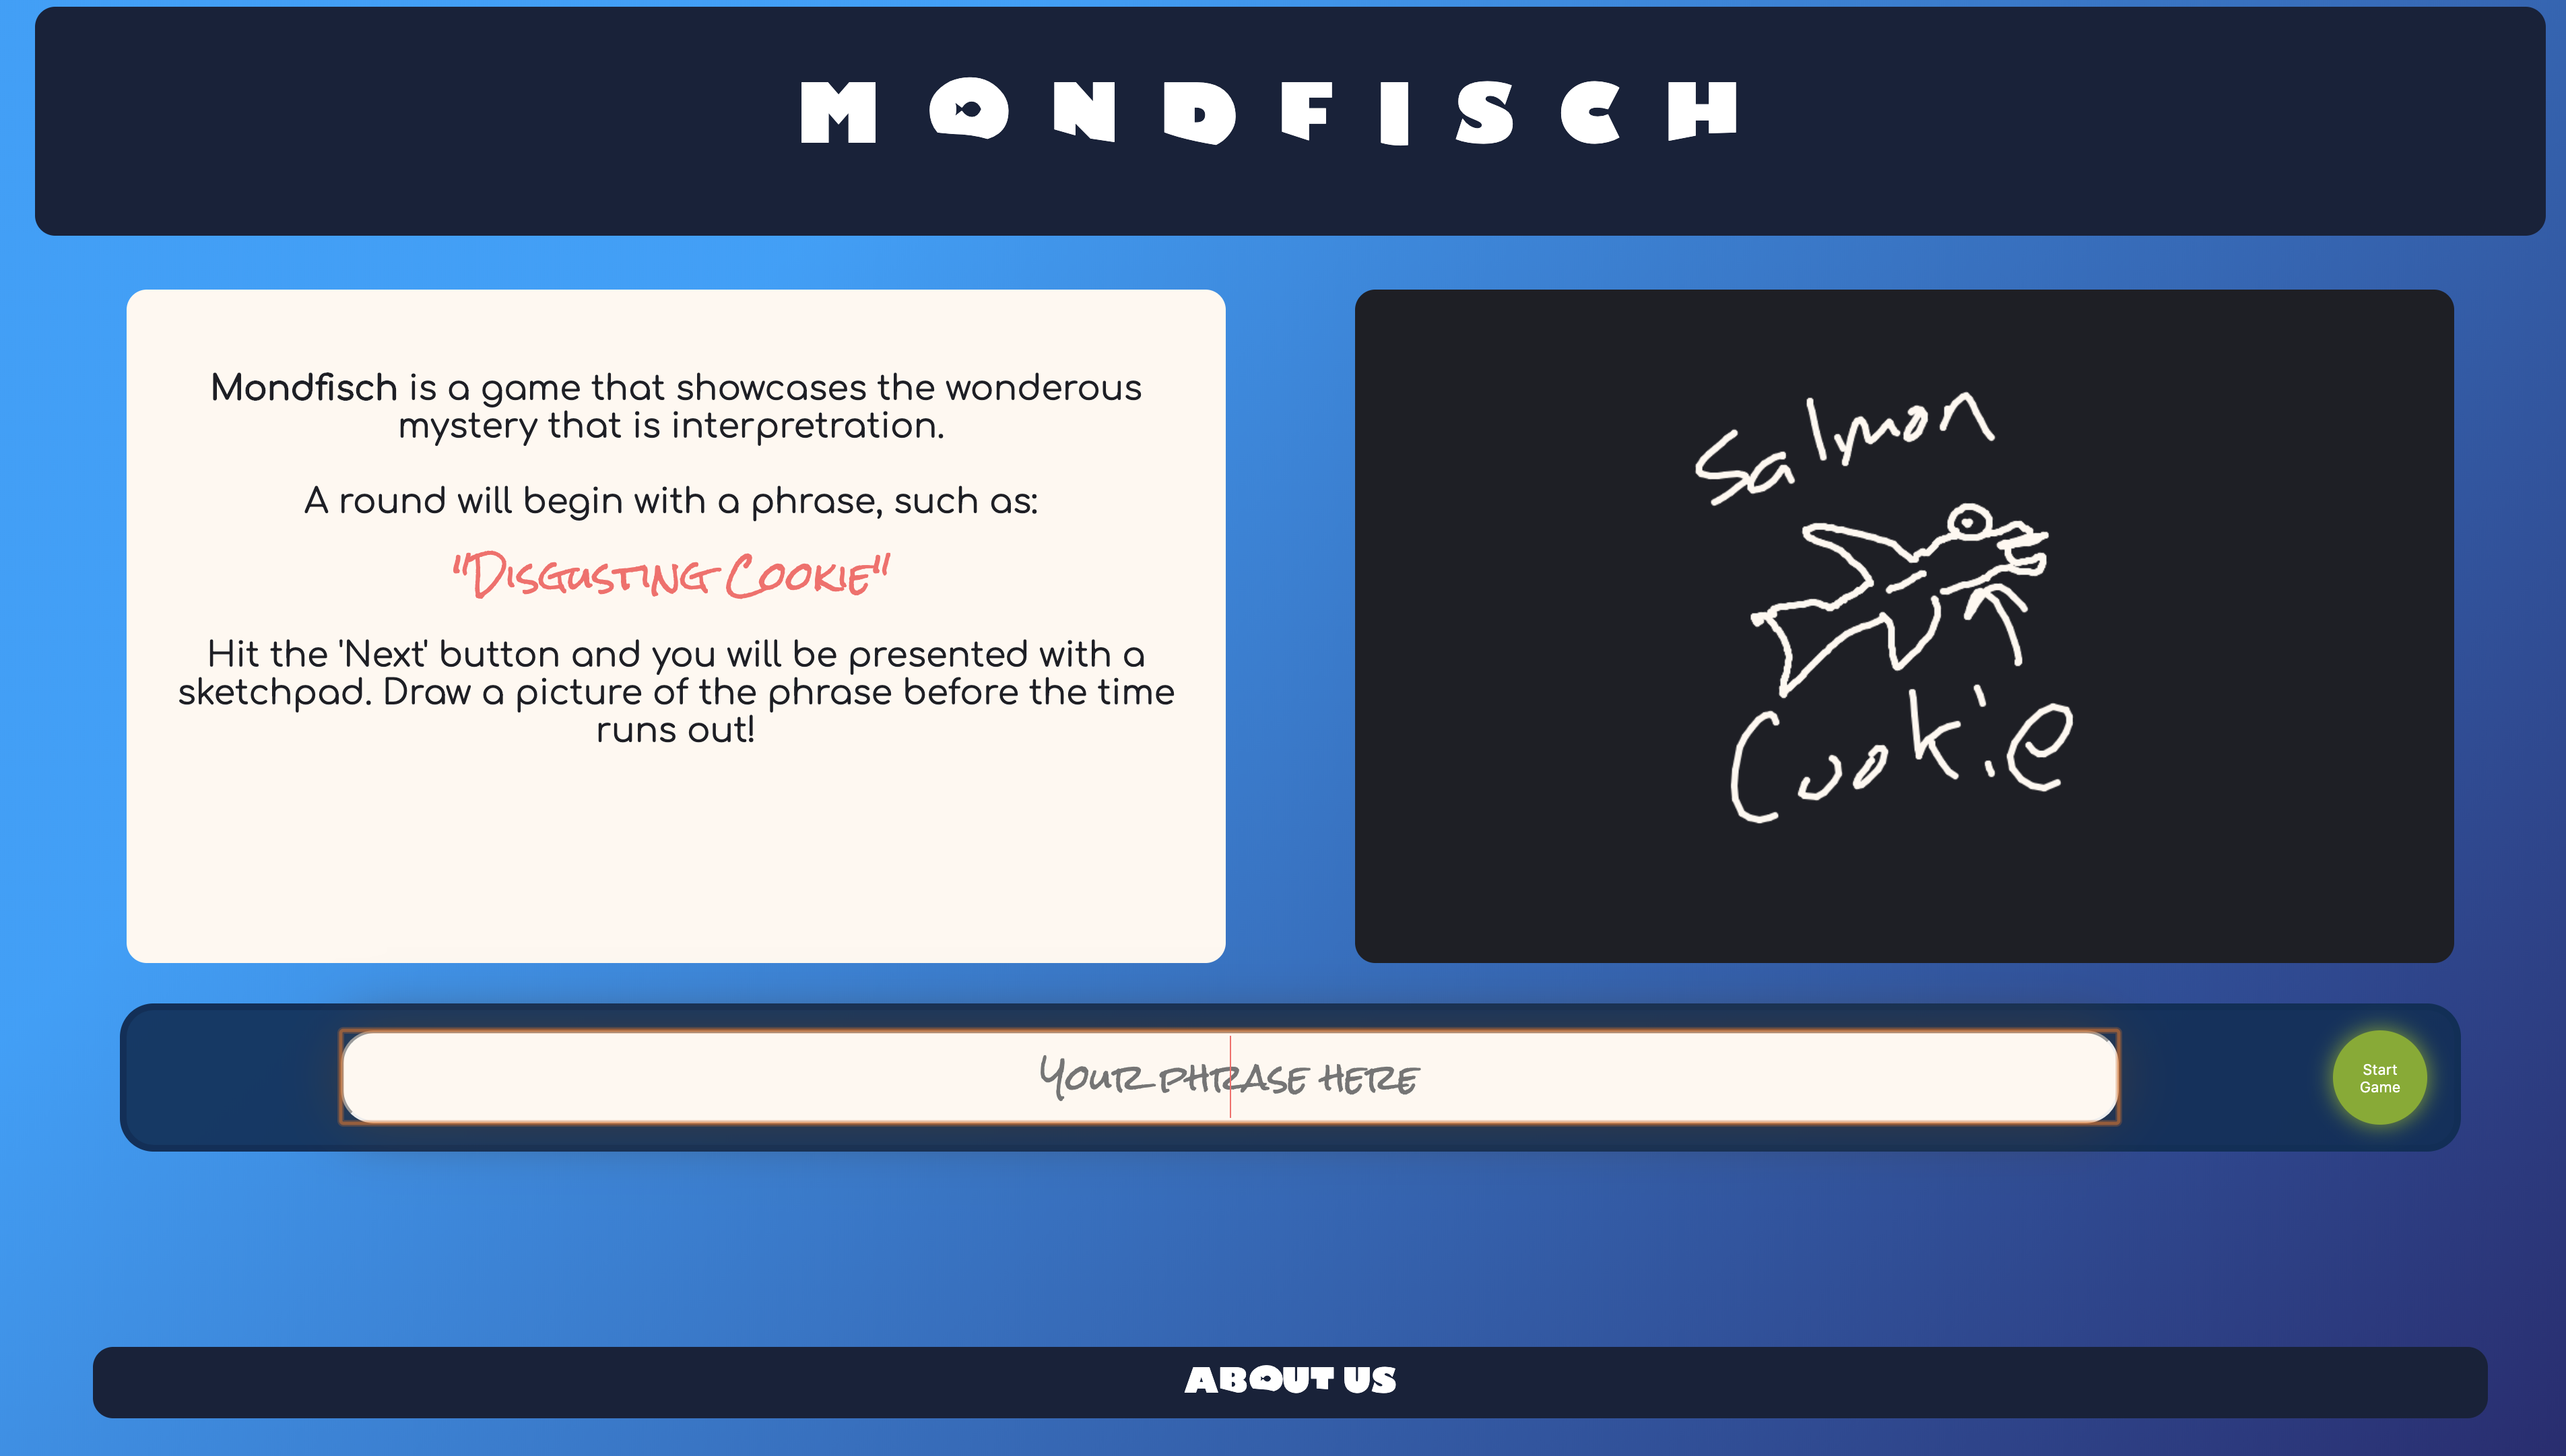 MONDFISCH
Mondfisch is a game that showcases the wonderous
mystery that is interpretration.
A round will begin with a phrase, such as:
"Disgusting Cookie"
Hit the 'Next' button and you will be presented with a
sketchpad. Draw a picture of the phrase before the time
runs out!
Salmon
Cookie
Your phrase here
Start
Game
ABOUT US